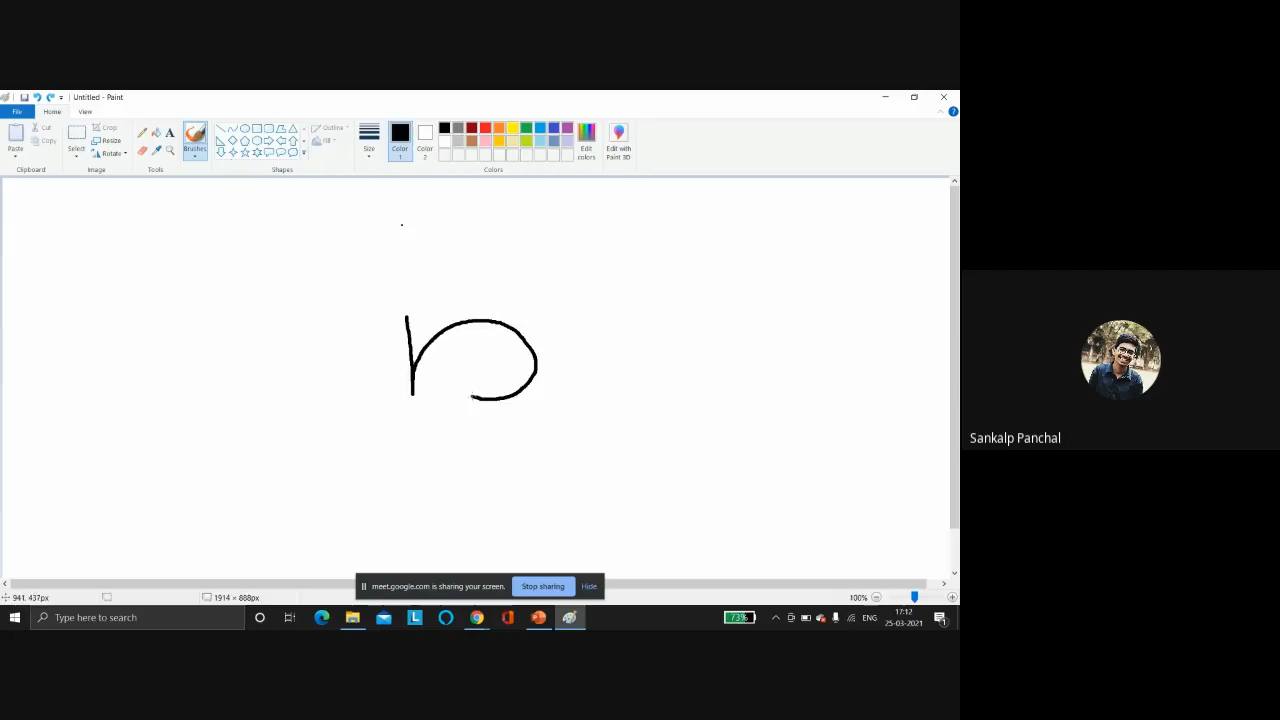 Untitled - Paint
File
Home
View
Paste
Cut
Copy
Clipboard
Select
Crop
Resize
Rotate
Image
A
Tools
Brushes
Shapes
Outline
Fill
Size
Color
1
Color
2
Edit
colors
Edit with
Paint 3D
Colors
Sankalp Panchal
meet.google.com is sharing your screen.
Stop sharing
Hide
941, 437px
1914 × 888px
100%
Type here to search
L
73%
ENG
17:12
25-03-2021
1